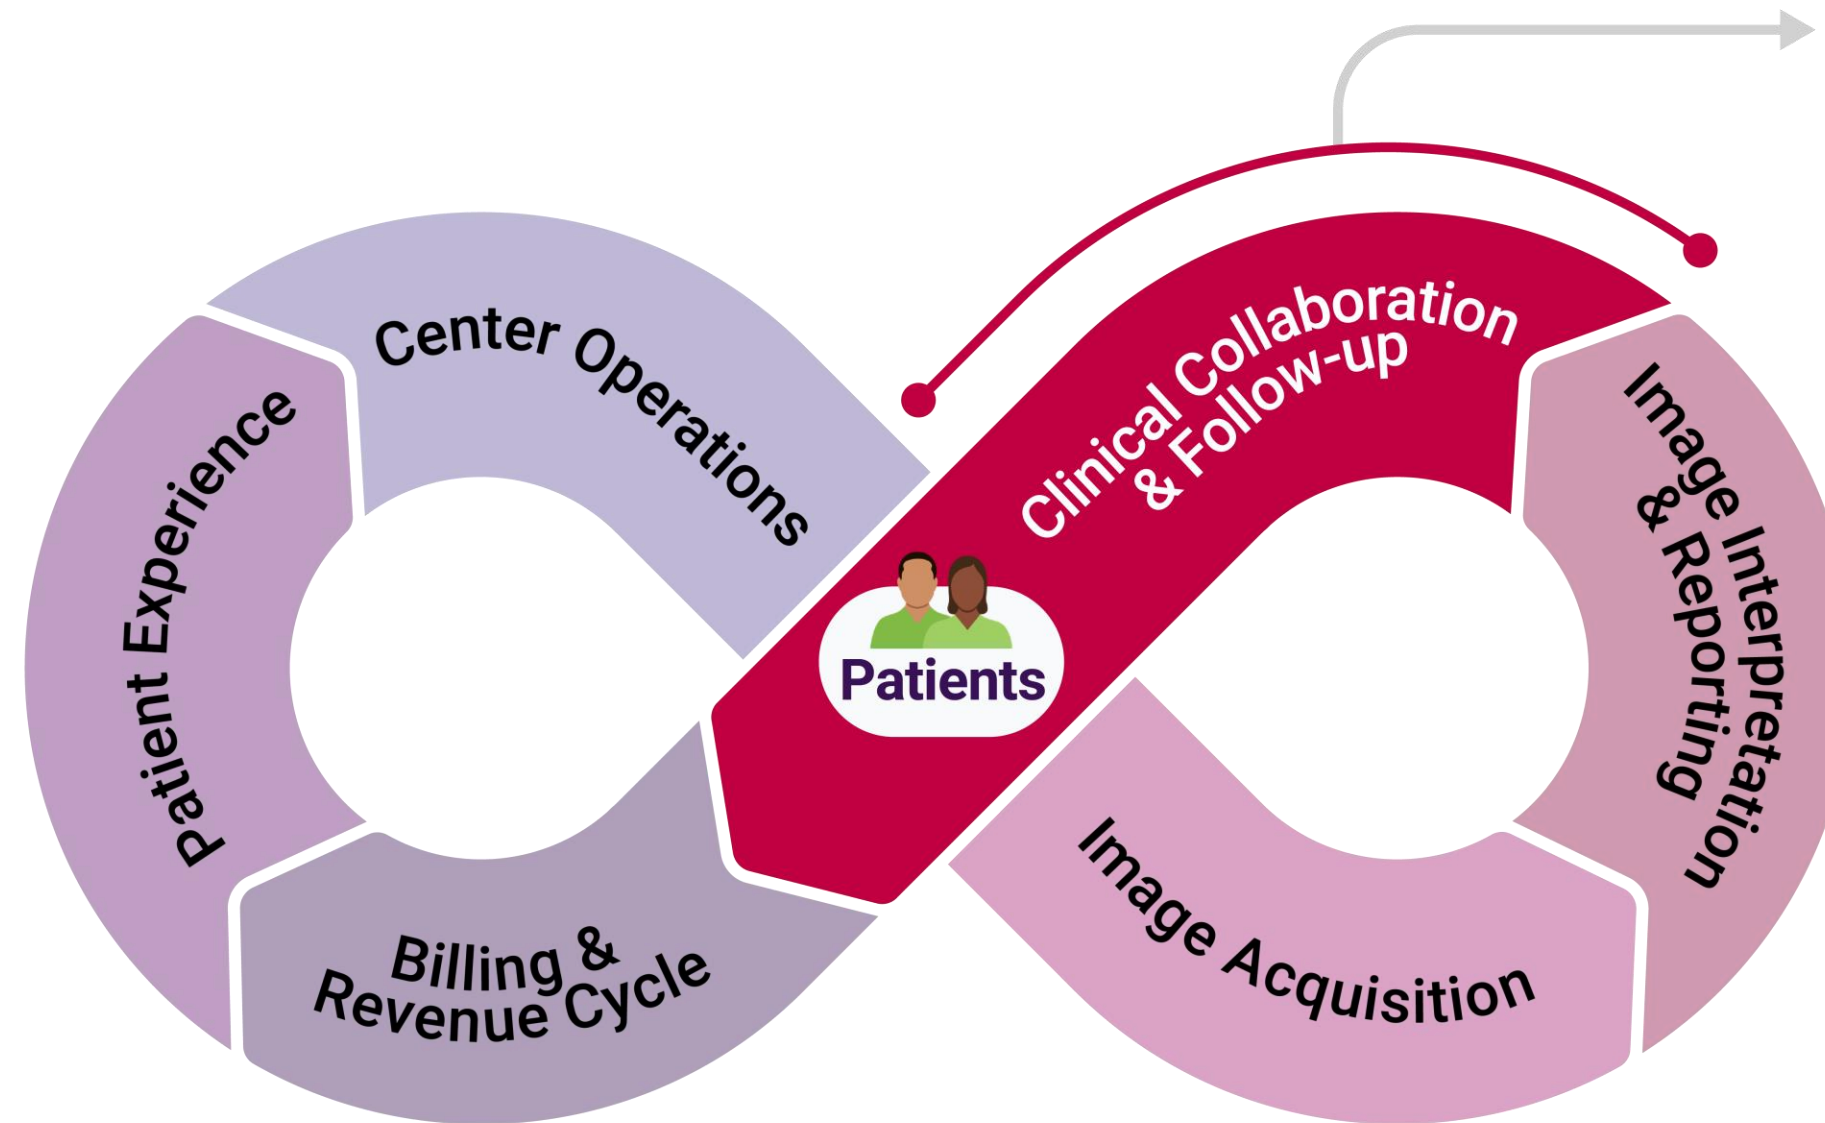 Center Operations
Clinical Collaboration
& Follow-up
Patient Experience
Image Interpretation
& Reporting
Patients
Billing &
Revenue Cycle
Image Acquisition